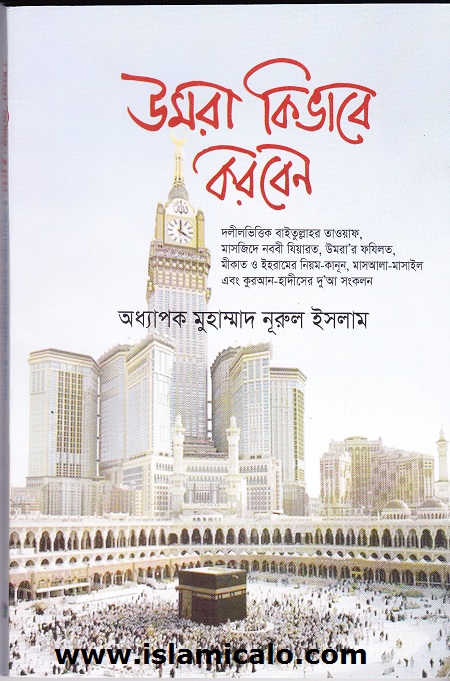 উমরা কিভাবে
করবেন
দলীলভিত্তিক বাইতুল্লাহর তাওয়াফ,
মাসজিদে নববী যিয়ারত, উমরা'র ফযিলত,
মীকাত ও ইহরামের নিয়ম-কানুন, মাসআলা-মাসাইল
এবং কুরআন-হাদীসের দু'আ সংকলন
অধ্যাপক মুহাম্মাদ নূরুল ইসলাম
www.islamicalo.com